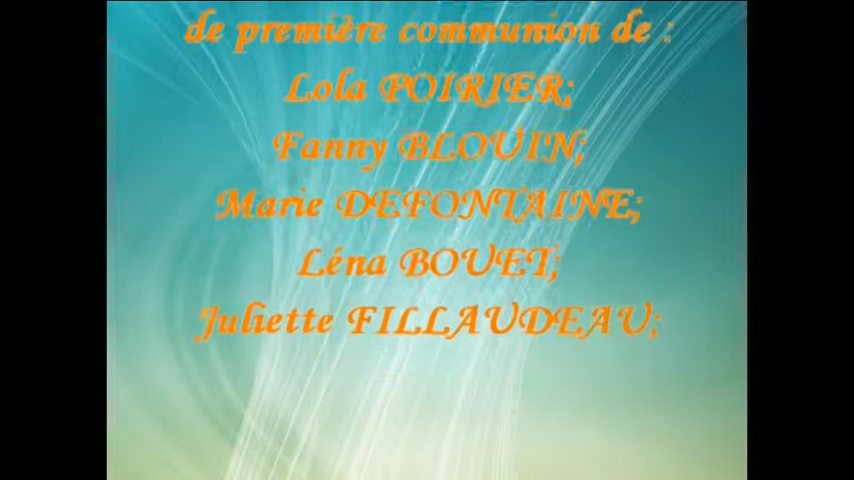 de première communion de :
Lola POIRIER;
Fanny BLOUIN;
Marie DEFONTAINE;
Léna BOUET;
Juliette FILLAUDEAU;